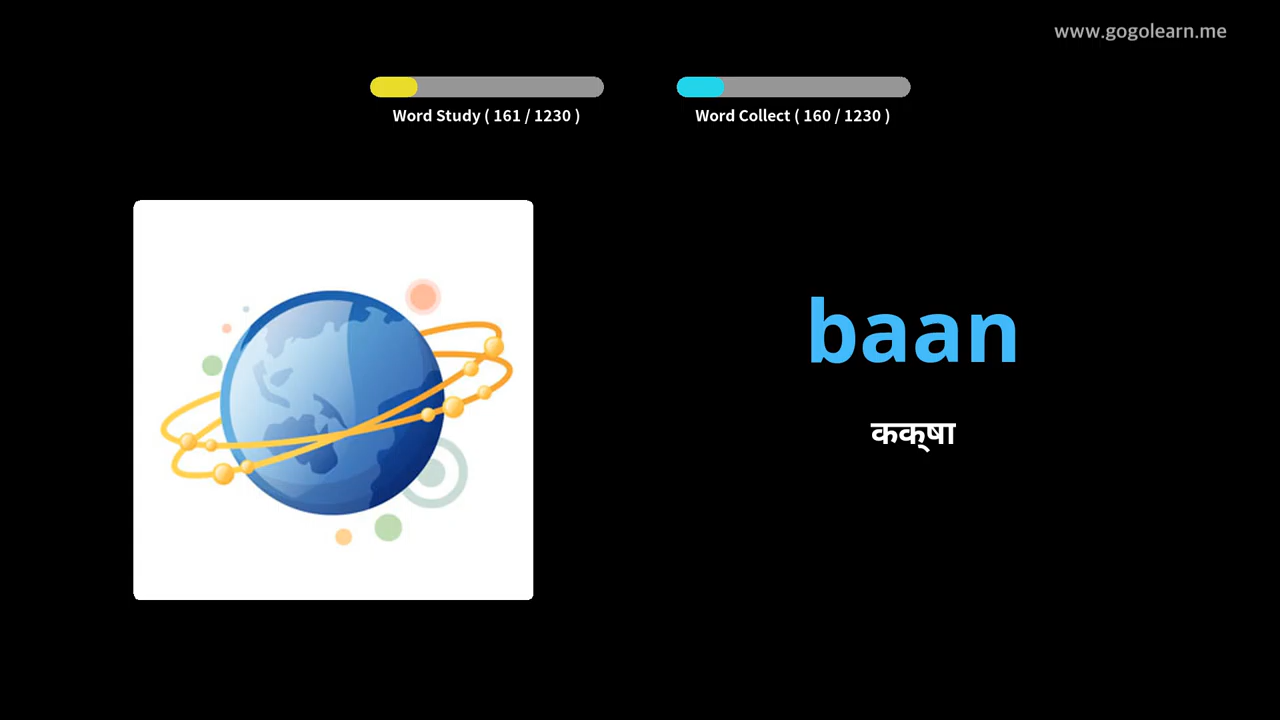 www.gogolearn.me
Word Study ( 161 / 1230 )
Word Collect ( 160 / 1230 )
baan
कक्षा